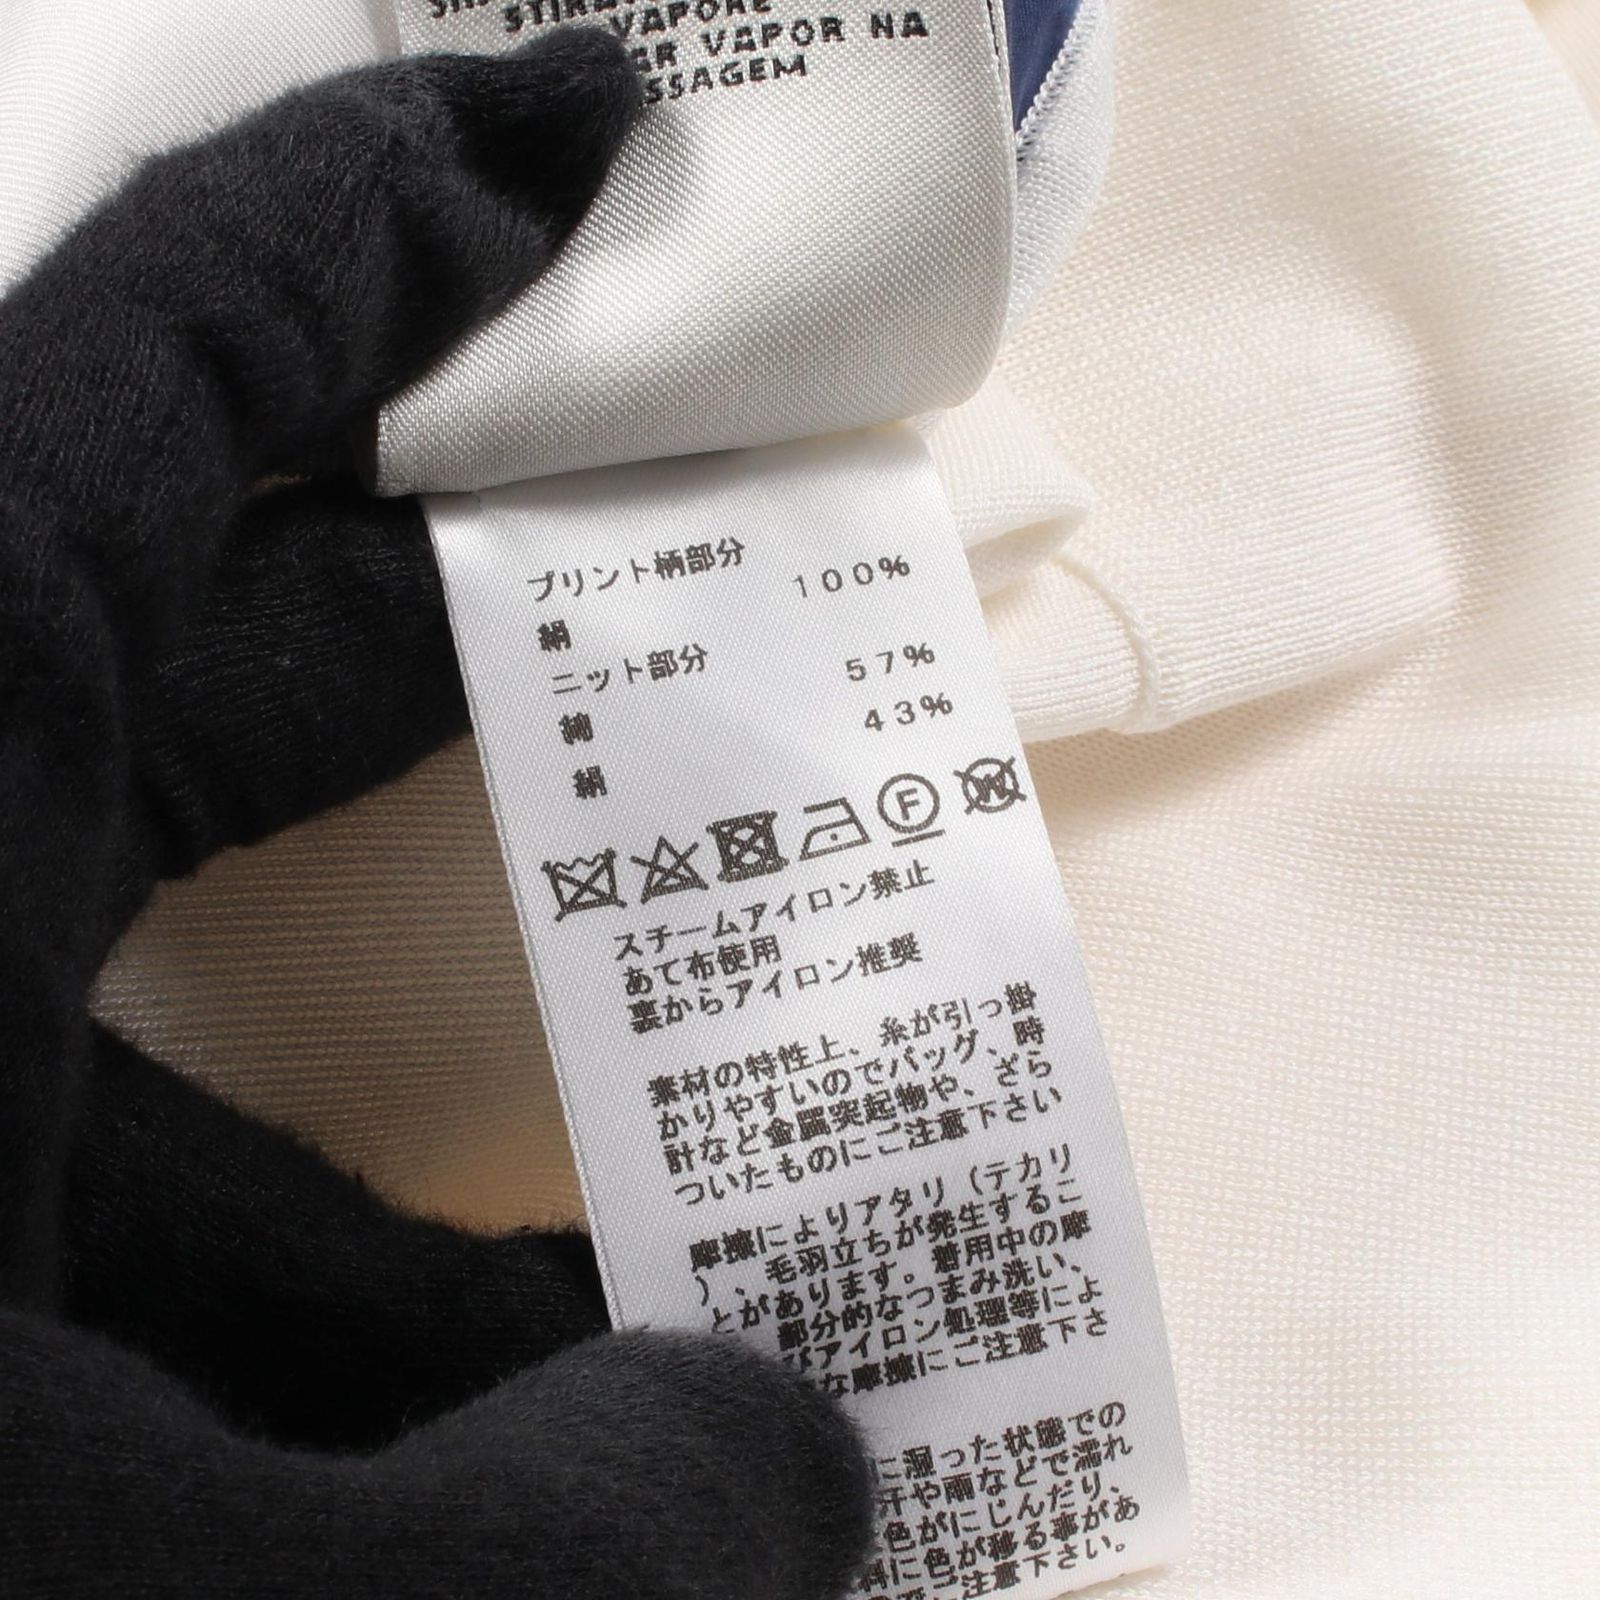 VAPORE
VAPOR NA
プリント柄部分
絹 100%
ニット部分
綿 57%
絹 43%
F
W
スチームアイロン禁止
あて布使用
裏からアイロン推奨
素材の特性上、糸が引っ掛
かりやすいのでバッグ、時
計など金属突起物や、ざら
ついたものにご注意下さい
摩擦によりアタリ（テカリ
）、毛羽立ちが発生するこ
とがあります。着用中の摩
部分的なつまみ洗い、
アイロン処理等によ
な摩擦にご注意下さ
に湿った状態での
汗や雨などで濡れ
色がにじんだり、
に色が移る事があ
ご注意下さい。